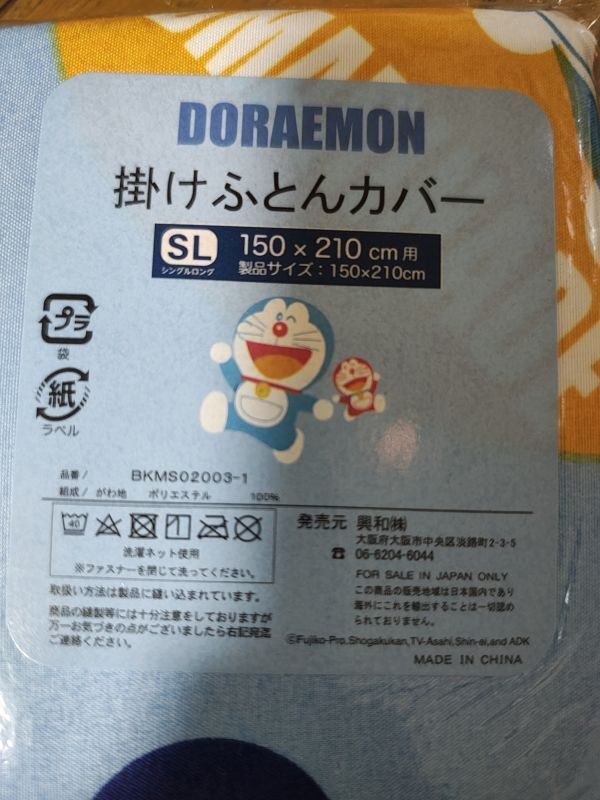 DORAEMON
掛けふとんカバー
SL
シングルロング
150 × 210 cm用
製品サイズ：150×210cm
プラ
袋
紙
ラベル
品番/ BKMS02003-1
組成/ がわ地 ポリエステル 100%
40
洗濯ネット使用
※ファスナーを閉じて洗ってください。
取扱い方法は製品に縫い込まれています。
商品の縫製等には十分注意をしておりますが
万一お気づきの点がございましたら右記宛迄
ご連絡ください。
発売元 興和㈱
大阪府大阪市中央区淡路町2-3-5
☎ 06-6204-6044
FOR SALE IN JAPAN ONLY
この商品の販売地域は日本国内であり
海外にこれを輸出することは一切認め
られておりません。
©Fujiko-Pro,Shogakukan,TV-Asahi,Shin-ei,and ADK
MADE IN CHINA